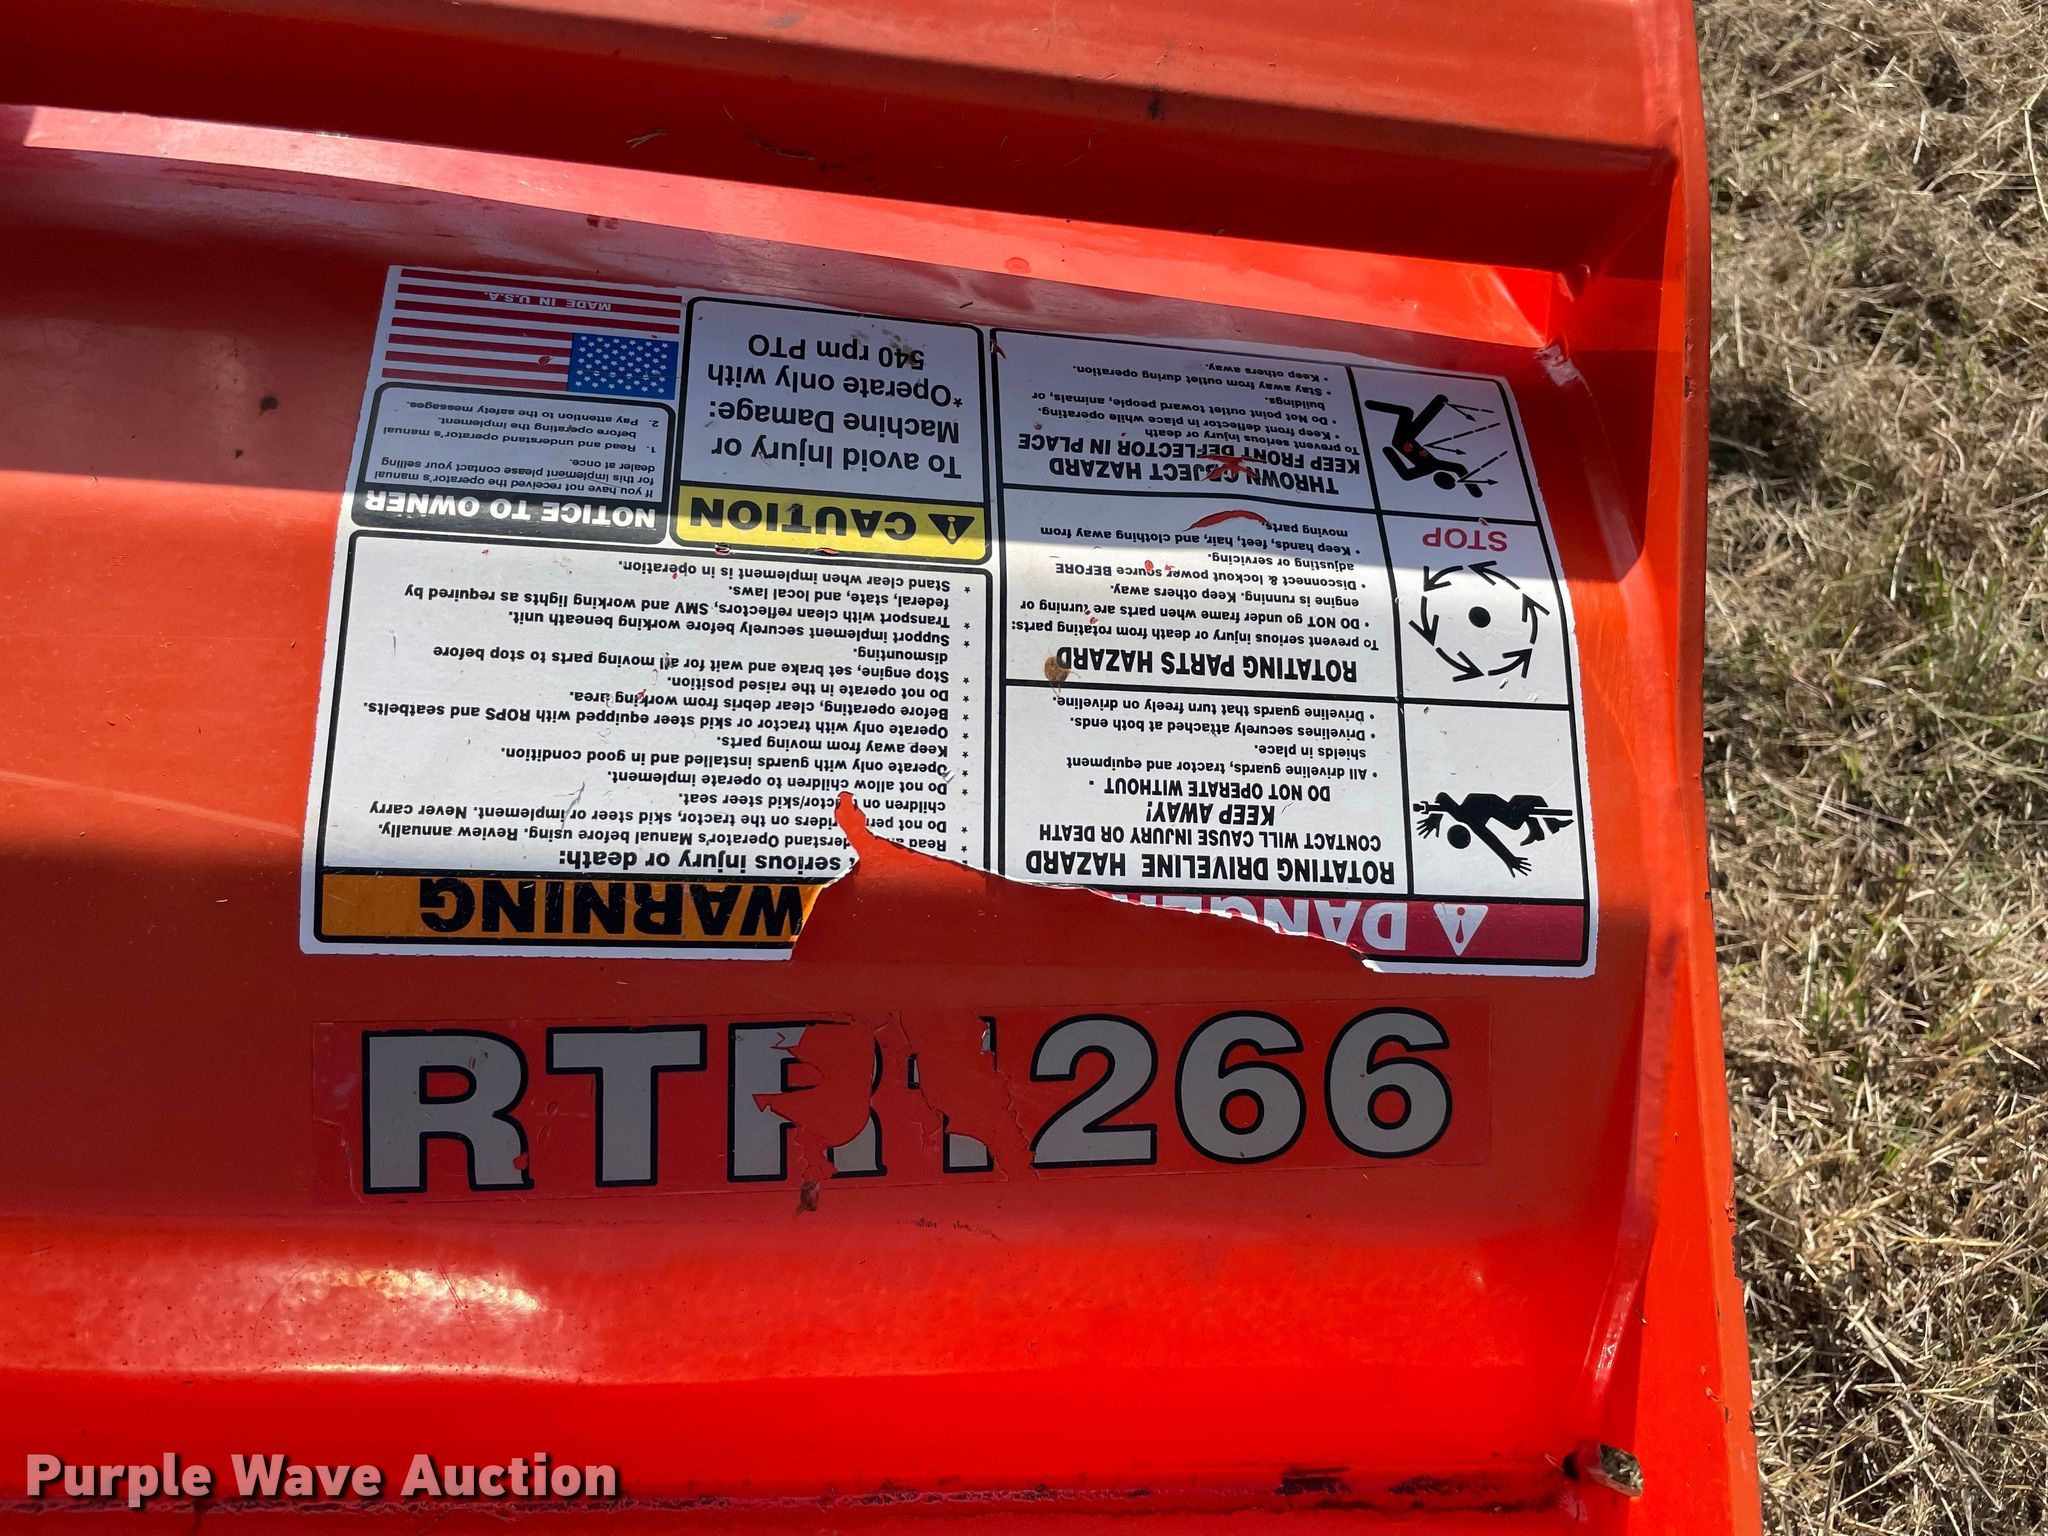 ⚠ DANGER
ROTATING DRIVELINE HAZARD
CONTACT WILL CAUSE INJURY OR DEATH
KEEP AWAY!
DO NOT OPERATE WITHOUT -
• All driveline guards, tractor and equipment
shields in place.
• Drivelines securely attached at both ends.
• Driveline guards that turn freely on driveline.
ROTATING PARTS HAZARD
To prevent serious injury or death from rotating parts:
• DO NOT go under frame when parts are turning or
engine is running. Keep others away.
• Disconnect & lockout power source BEFORE
adjusting or servicing.
• Keep hands, feet, hair, and clothing away from
moving parts.
STOP
THROWN OBJECT HAZARD
KEEP FRONT DEFLECTOR IN PLACE
To prevent serious injury or death
• Keep front deflector in place while operating.
• Do Not point outlet toward people, animals, or
buildings.
• Stay away from outlet during operation.
• Keep others away.
WARNING
serious injury or death:
* Read and understand Operator's Manual before using. Review annually.
* Do not permit riders on the tractor, skid steer or implement. Never carry
children on tractor/skid steer seat.
* Do not allow children to operate implement.
* Operate only with guards installed and in good condition.
* Keep away from moving parts.
* Operate only with tractor or skid steer equipped with ROPS and seatbelts.
* Before operating, clear debris from working area.
* Do not operate in the raised position.
* Stop engine, set brake and wait for all moving parts to stop before
dismounting.
* Support implement securely before working beneath unit.
* Transport with clean reflectors, SMV and working lights as required by
federal, state, and local laws.
* Stand clear when implement is in operation.
⚠ CAUTION
To avoid Injury or
Machine Damage:
*Operate only with
540 rpm PTO
NOTICE TO OWNER
If you have not received the operator's manual
for this implement please contact your selling
dealer at once.
1. Read and understand operator's manual
before operating the implement.
2. Pay attention to the safety messages.
MADE IN U.S.A.
RTR 266
Purple Wave Auction